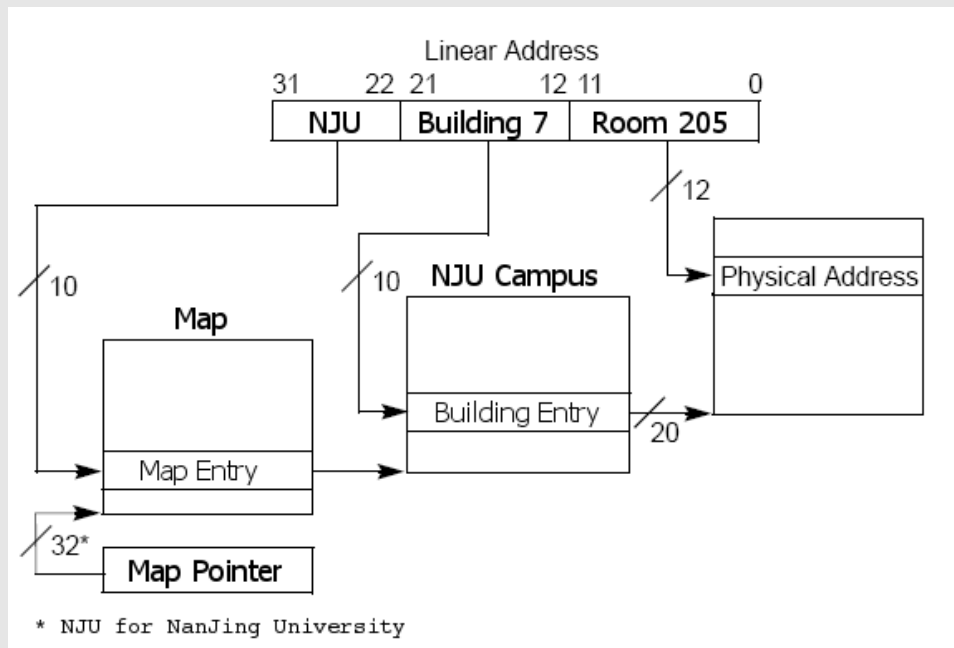 Linear Address
31 22 21 12 11 0
NJU Building 7 Room 205
12
10
10
NJU Campus
Physical Address
Map
Building Entry
20
Map Entry
32*
Map Pointer
* NJU for NanJing University